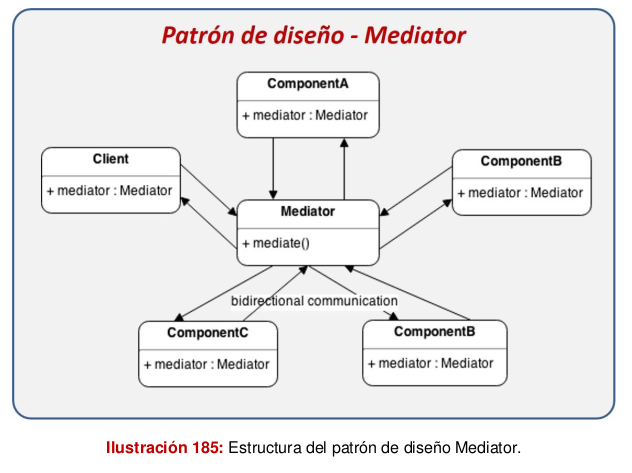 Patrón de diseño - Mediator
ComponentA
+ mediator : Mediator
Client
+ mediator : Mediator
ComponentB
+ mediator : Mediator
Mediator
+ mediate()
bidirectional communication
ComponentC
+ mediator : Mediator
ComponentB
+ mediator : Mediator
Ilustración 185: Estructura del patrón de diseño Mediator.